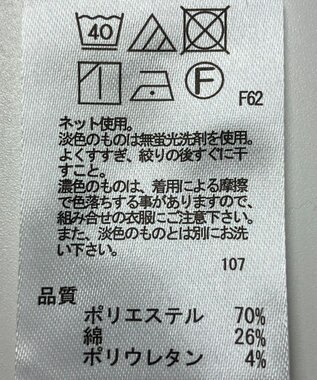 40
F
F62
ネット使用。
淡色のものは無蛍光洗剤を使用。
よくすすぎ、絞りの後すぐに干
すこと。
濃色のものは、着用による摩擦
で色落ちする事がありますので、
組み合せの衣服にご注意下さい。
また、淡色のものとは別にお洗
い下さい。
107
品質
ポリエステル 70%
綿 26%
ポリウレタン 4%